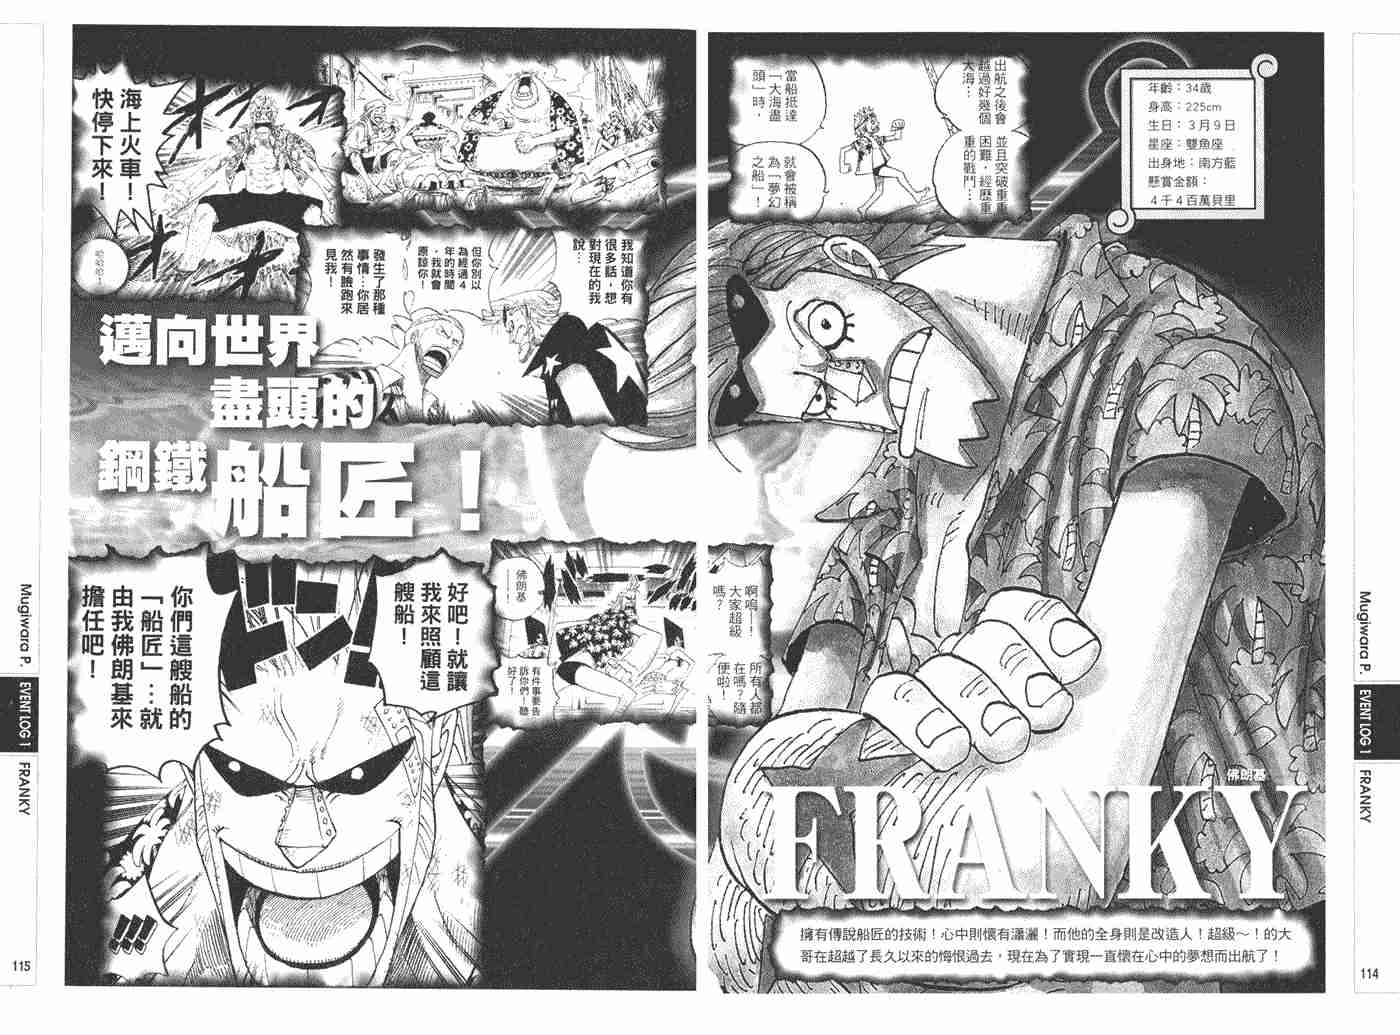 出航之後會
越過好幾個
大海…
並且突破重重
困難，經歷重
重的戰鬥…
當船抵達
「大海盡
頭」時，
就會被稱
為「夢幻
之船」！
年齡：34歲
身高：225cm
生日：3月9日
星座：雙魚座
出身地：南方藍
懸賞金額：
4千4百萬貝里
啊嗚—！
大家超級
嗎？
所有人都
在嗎？隨
便啦！
佛朗基
FRANKY
擁有傳說船匠的技術！心中則懷有瀟灑！而他的全身則是改造人！超級～！的大
哥在超越了長久以來的悔恨過去，現在為了實現一直懷在心中的夢想而出航了！
Mugiwara P.
EVENT LOG 1
FRANKY
114
海上火車！
快停下來！
哈哈哈！
我知道你有
很多話，想
對現在的我
說…
但你別以
為經過4
年的時間
，我就會
原諒你！
發生了那種
事情…你居
然有臉跑來
見我！
邁向世界
盡頭的
鋼鐵船匠！
佛朗基
——！
有件事要告
訴你們！聽
好了！
好吧！就讓
我來照顧這
艘船！
你們這艘船的
「船匠」…就
由我佛朗基來
擔任吧！
Mugiwara P.
EVENT LOG 1
FRANKY
115